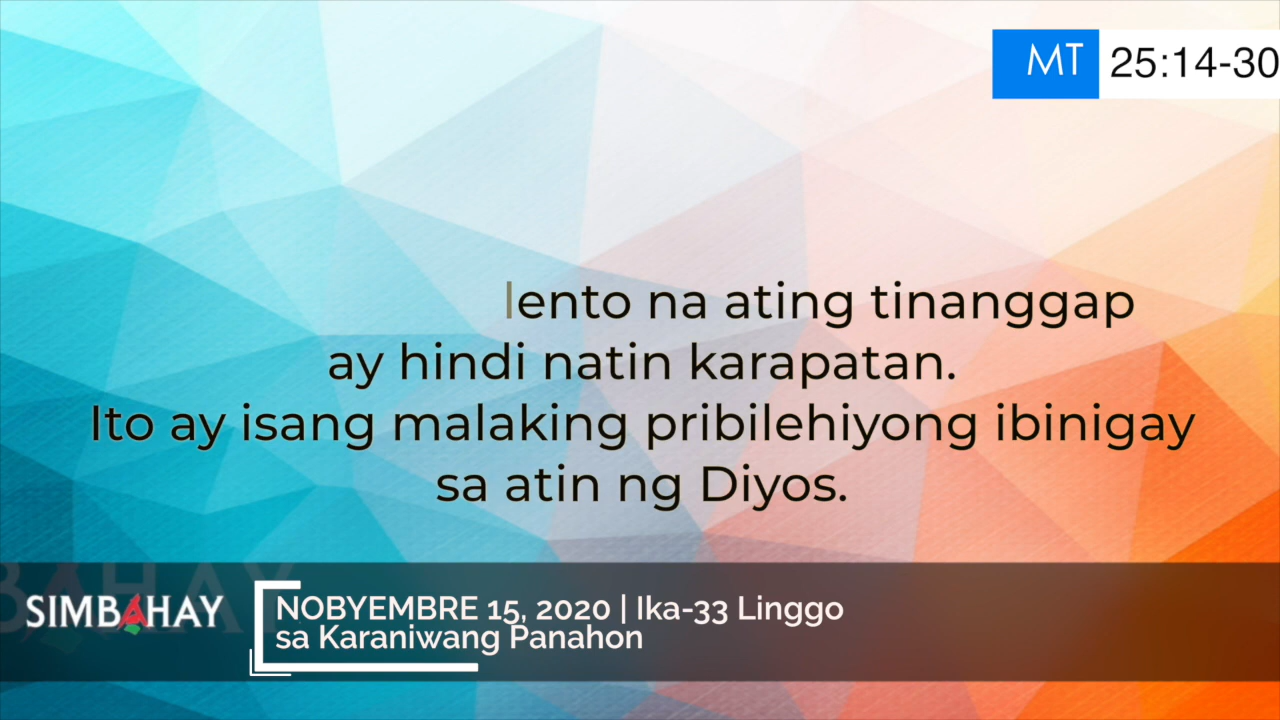 MT 25:14-30
lento na ating tinanggap
ay hindi natin karapatan.
Ito ay isang malaking pribilehiyong ibinigay
sa atin ng Diyos.
SIMBAHAY
NOBYEMBRE 15, 2020 | Ika-33 Linggo
sa Karaniwang Panahon